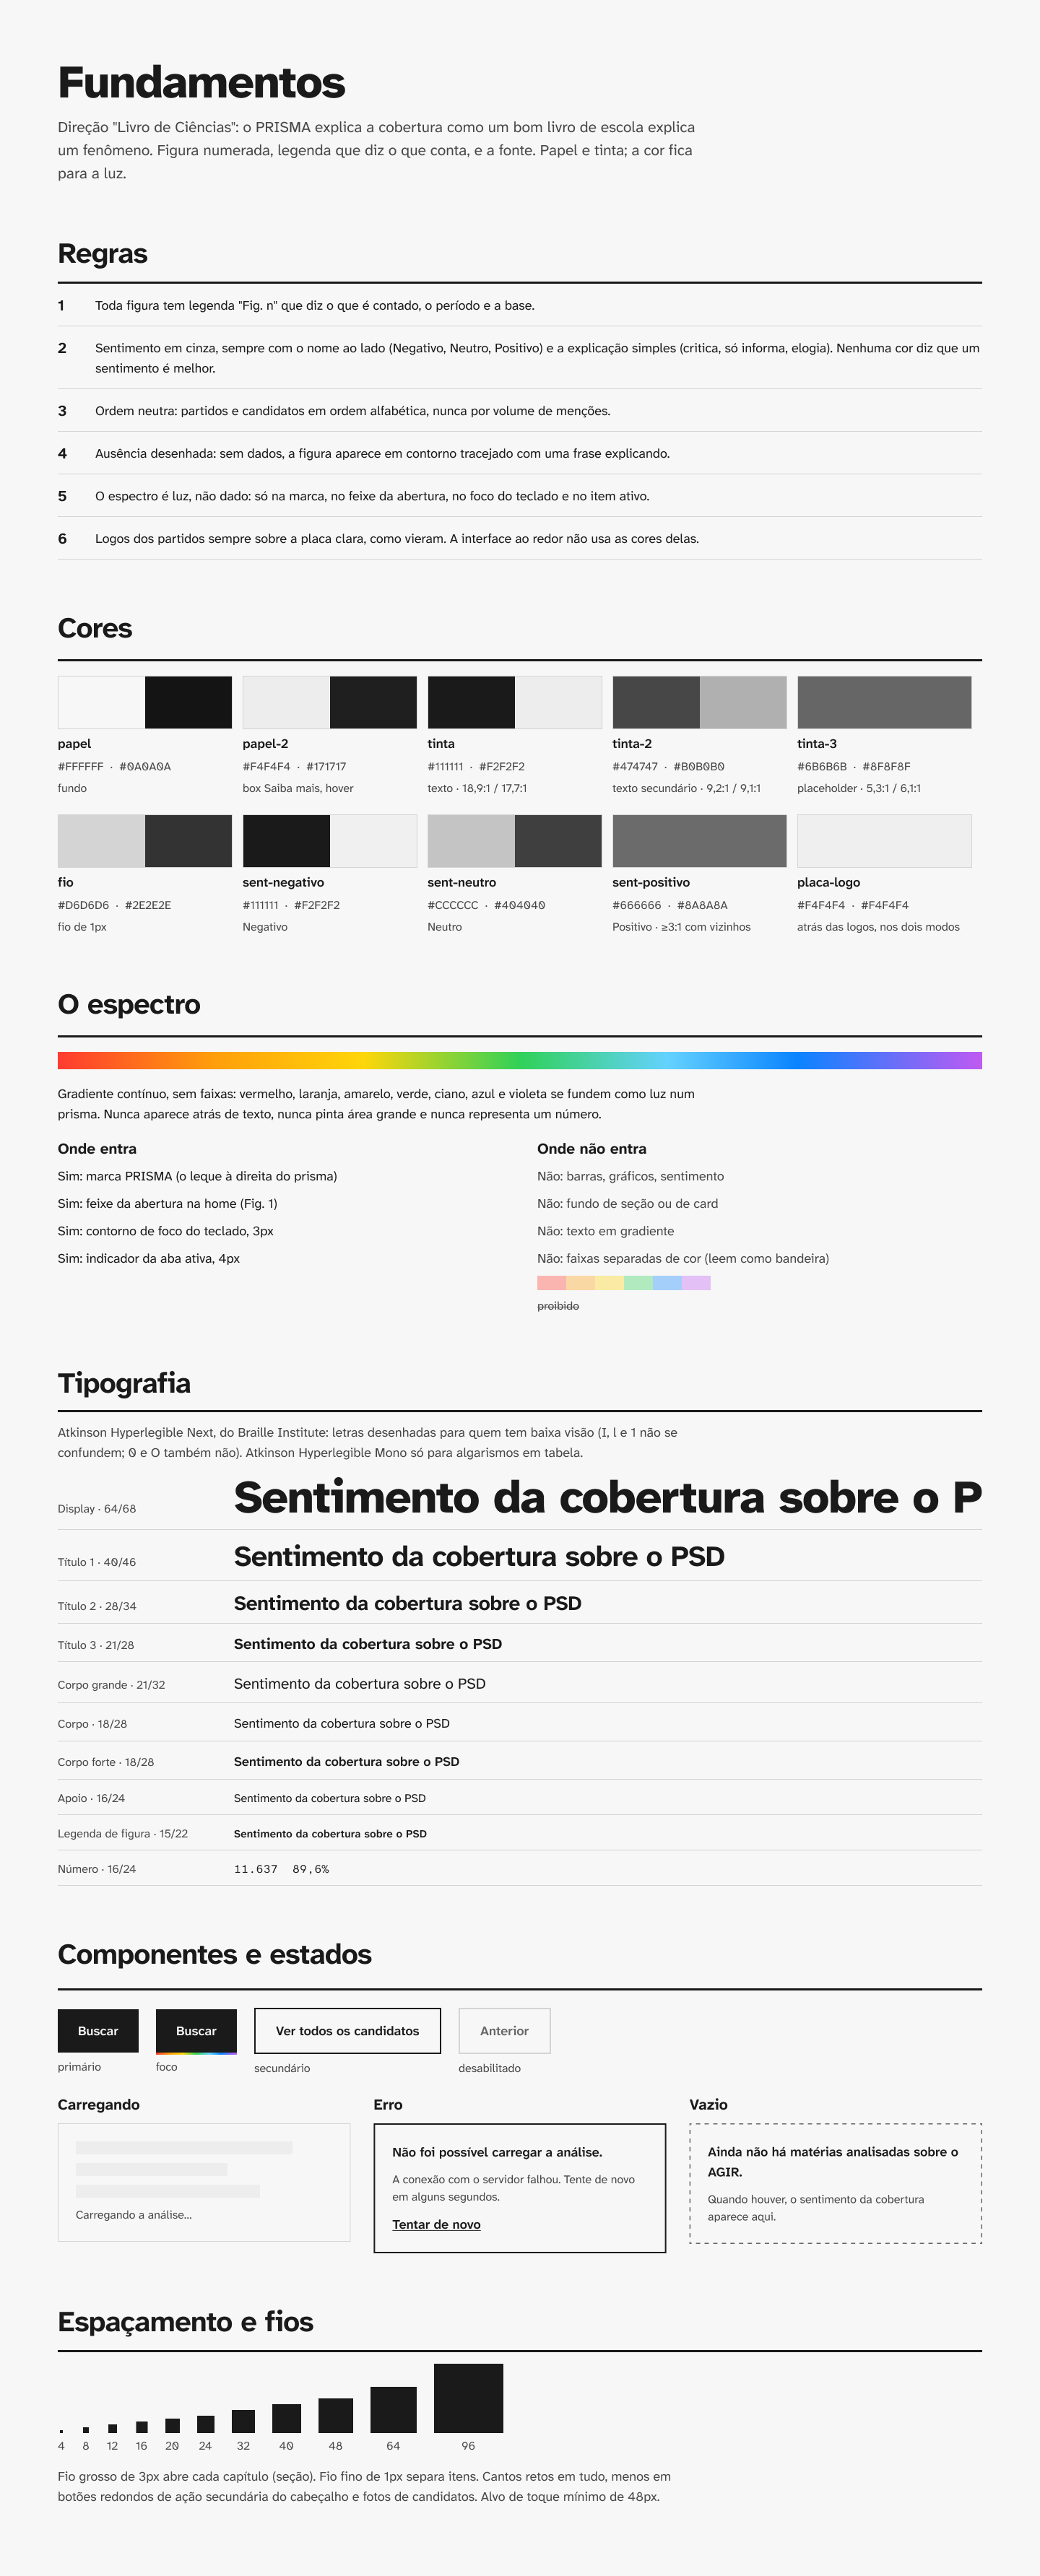 Fundamentos
Direção "Livro de Ciências": o PRISMA explica a cobertura como um bom livro de escola explica
um fenômeno. Figura numerada, legenda que diz o que conta, e a fonte. Papel e tinta; a cor fica
para a luz.
Regras
1 Toda figura tem legenda "Fig. n" que diz o que é contado, o período e a base.
2 Sentimento em cinza, sempre com o nome ao lado (Negativo, Neutro, Positivo) e a explicação simples (critica, só informa, elogia). Nenhuma cor diz que um
sentimento é melhor.
3 Ordem neutra: partidos e candidatos em ordem alfabética, nunca por volume de menções.
4 Ausência desenhada: sem dados, a figura aparece em contorno tracejado com uma frase explicando.
5 O espectro é luz, não dado: só na marca, no feixe da abertura, no foco do teclado e no item ativo.
6 Logos dos partidos sempre sobre a placa clara, como vieram. A interface ao redor não usa as cores delas.
Cores
papel
#FFFFFF · #0A0A0A
fundo
papel-2
#F4F4F4 · #171717
box Saiba mais, hover
tinta
#111111 · #F2F2F2
texto · 18,9:1 / 17,7:1
tinta-2
#474747 · #B0B0B0
texto secundário · 9,2:1 / 9,1:1
tinta-3
#6B6B6B · #8F8F8F
placeholder · 5,3:1 / 6,1:1
fio
#D6D6D6 · #2E2E2E
fio de 1px
sent-negativo
#111111 · #F2F2F2
Negativo
sent-neutro
#CCCCCC · #404040
Neutro
sent-positivo
#666666 · #8A8A8A
Positivo · ≥3:1 com vizinhos
placa-logo
#F4F4F4 · #F4F4F4
atrás das logos, nos dois modos
O espectro
Gradiente contínuo, sem faixas: vermelho, laranja, amarelo, verde, ciano, azul e violeta se fundem como luz num
prisma. Nunca aparece atrás de texto, nunca pinta área grande e nunca representa um número.
Onde entra
Sim: marca PRISMA (o leque à direita do prisma)
Sim: feixe da abertura na home (Fig. 1)
Sim: contorno de foco do teclado, 3px
Sim: indicador da aba ativa, 4px
Onde não entra
Não: barras, gráficos, sentimento
Não: fundo de seção ou de card
Não: texto em gradiente
Não: faixas separadas de cor (leem como bandeira)
proibido
Tipografia
Atkinson Hyperlegible Next, do Braille Institute: letras desenhadas para quem tem baixa visão (I, l e 1 não se
confundem; 0 e O também não). Atkinson Hyperlegible Mono só para algarismos em tabela.
Display · 64/68 Sentimento da cobertura sobre o P
Título 1 · 40/46 Sentimento da cobertura sobre o PSD
Título 2 · 28/34 Sentimento da cobertura sobre o PSD
Título 3 · 21/28 Sentimento da cobertura sobre o PSD
Corpo grande · 21/32 Sentimento da cobertura sobre o PSD
Corpo · 18/28 Sentimento da cobertura sobre o PSD
Corpo forte · 18/28 Sentimento da cobertura sobre o PSD
Apoio · 16/24 Sentimento da cobertura sobre o PSD
Legenda de figura · 15/22 Sentimento da cobertura sobre o PSD
Número · 16/24 11.637 89,6%
Componentes e estados
Buscar
primário
Buscar
foco
Ver todos os candidatos
secundário
Anterior
desabilitado
Carregando
Carregando a análise…
Erro
Não foi possível carregar a análise.
A conexão com o servidor falhou. Tente de novo
em alguns segundos.
Tentar de novo
Vazio
Ainda não há matérias analisadas sobre o
AGIR.
Quando houver, o sentimento da cobertura
aparece aqui.
Espaçamento e fios
4 8 12 16 20 24 32 40 48 64 96
Fio grosso de 3px abre cada capítulo (seção). Fio fino de 1px separa itens. Cantos retos em tudo, menos em
botões redondos de ação secundária do cabeçalho e fotos de candidatos. Alvo de toque mínimo de 48px.